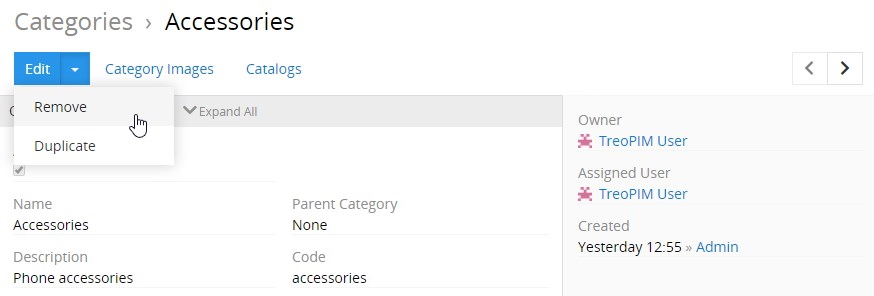 Categories › Accessories
Edit Category Images Catalogs
Remove
Expand All
Duplicate
Name
Accessories
Parent Category
None
Description
Phone accessories
Code
accessories
Owner
TreoPIM User
Assigned User
TreoPIM User
Created
Yesterday 12:55 » Admin